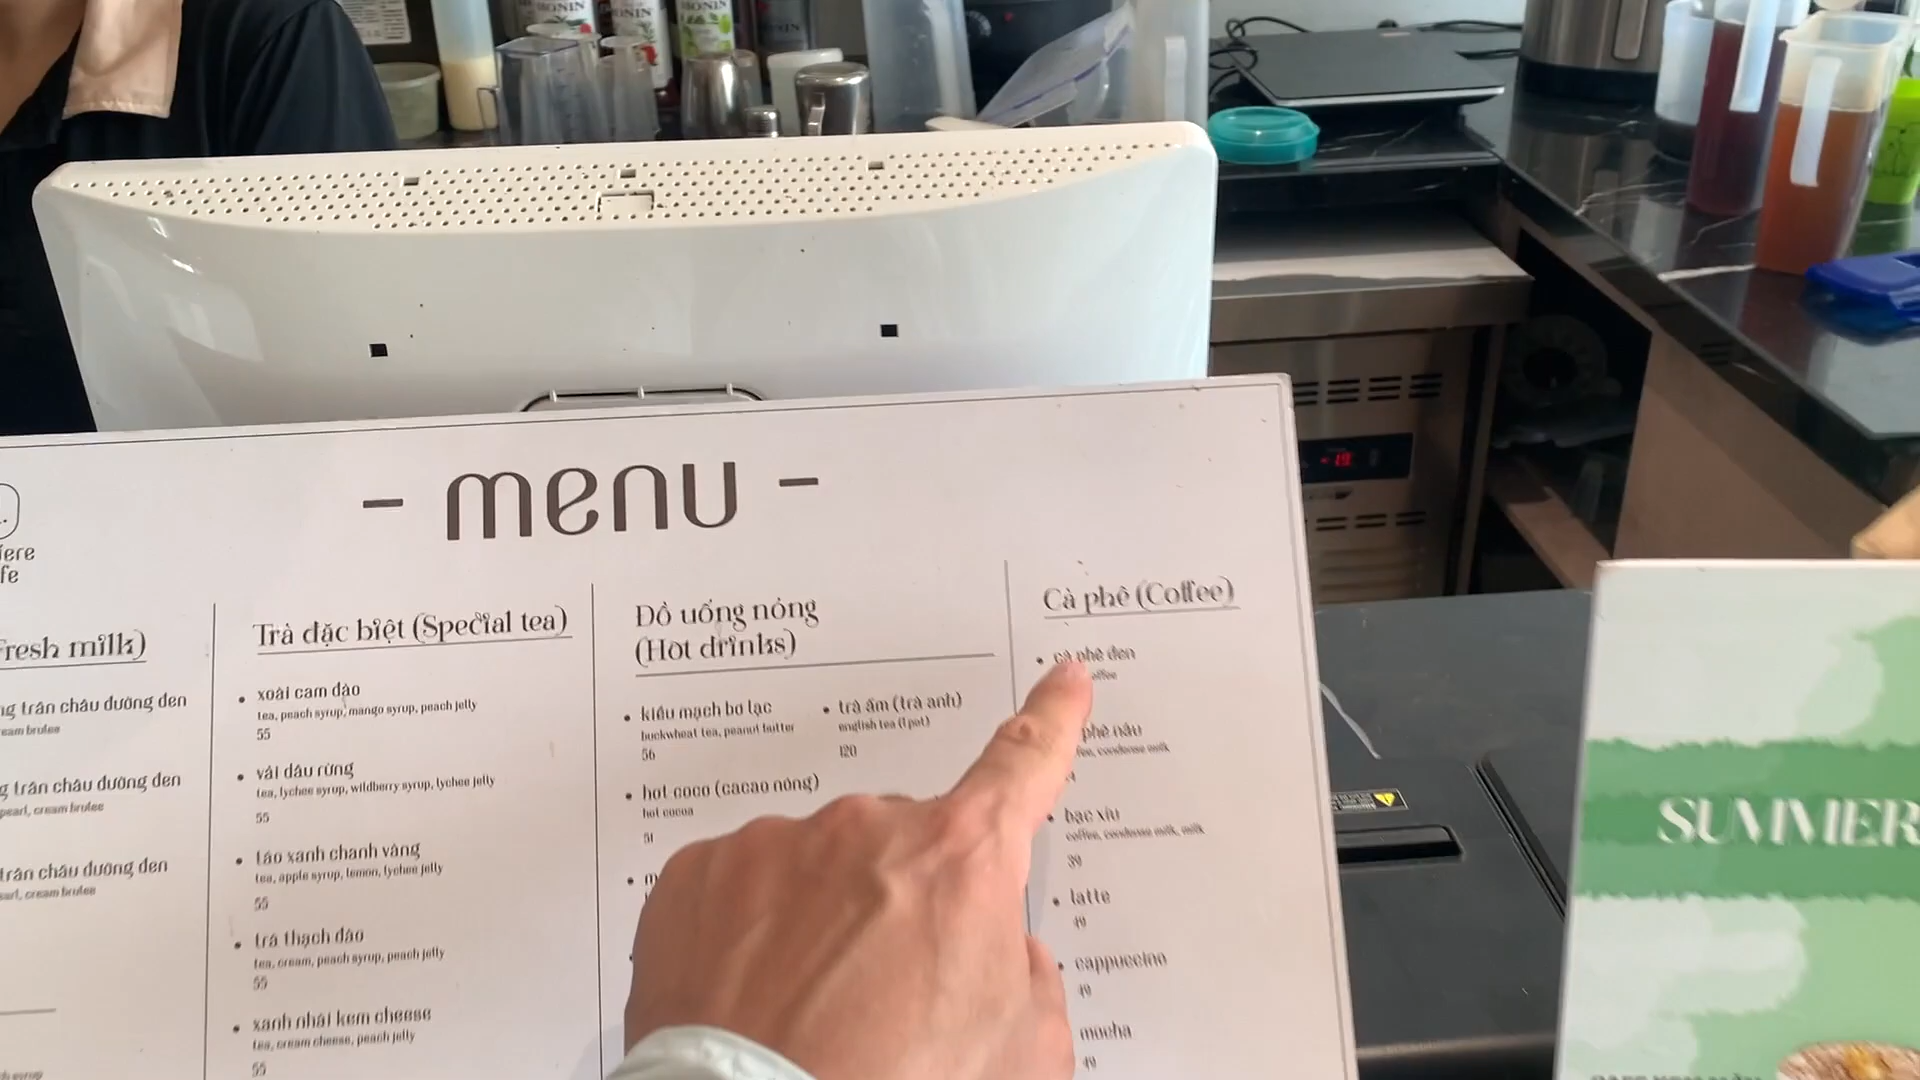 MONIN
MONIN
MONIN
-19
- menu -
Fresh milk)
trân châu đường đen
cream brulee
trân châu đường đen
pearl, cream brulee
trân châu đường đen
cream brulee
Trà đặc biệt (Special tea)
xoài cam đào
tea, peach syrup, mango syrup, peach jelly
55
vải dâu rừng
tea, lychee syrup, wildberry syrup, lychee jelly
55
táo xanh chanh vàng
tea, apple syrup, lemon, lychee jelly
55
trà thạch đào
tea, cream, peach syrup, peach jelly
55
xanh nhài kem cheese
tea, cream cheese, peach jelly
55
Đồ uống nóng
(Hot drinks)
kiều mạch bơ lạc
buckwheat tea, peanut butter
56
hot coco (cacao nóng)
hot cocoa
51
trà ấm (trà anh)
english tea (1 pot)
120
Cà phê (Coffee)
cà phê đen
coffee
phê nâu
condense milk
bạc xỉu
coffee, condense milk, milk
39
latte
49
cappuccino
49
mocha
49
SUMMER